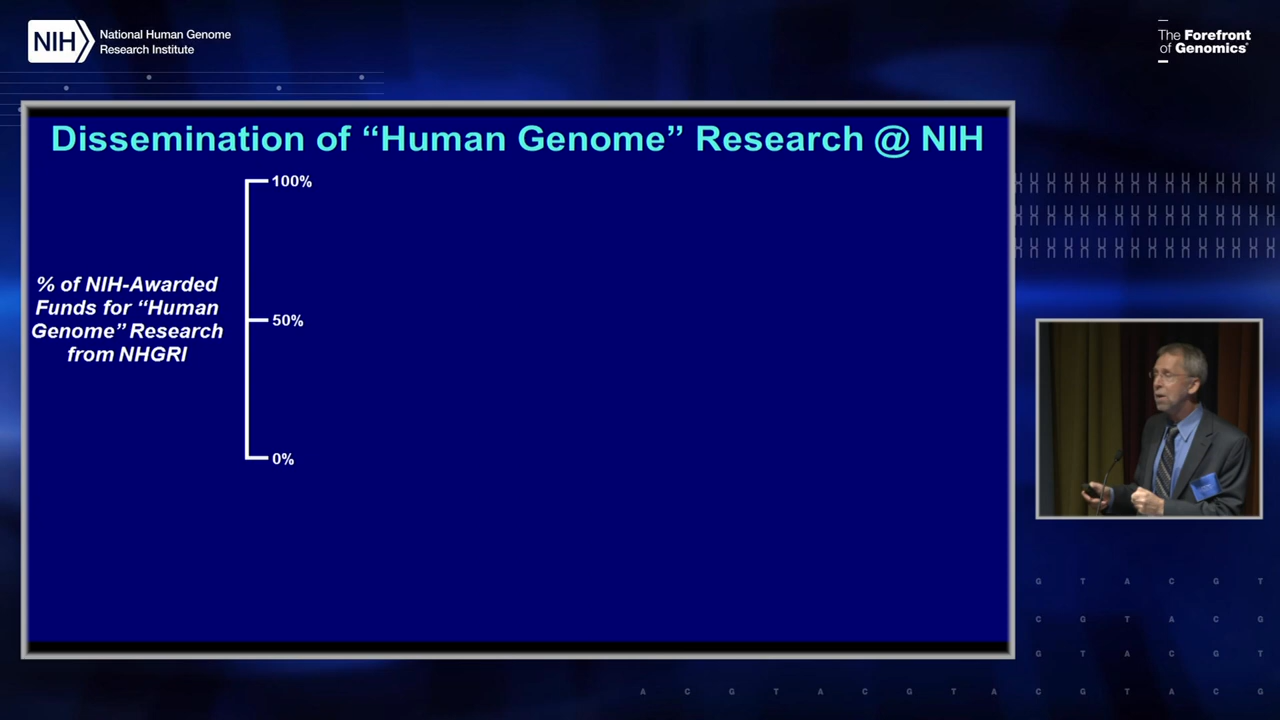 NIH
National Human Genome
Research Institute
The Forefront
of Genomics®
Dissemination of “Human Genome” Research @ NIH
100%
% of NIH-Awarded
Funds for “Human
Genome” Research
from NHGRI
50%
0%
G T A C G T
C G T A C G
G T A C G T
A C G T A C G T A C G T A C G